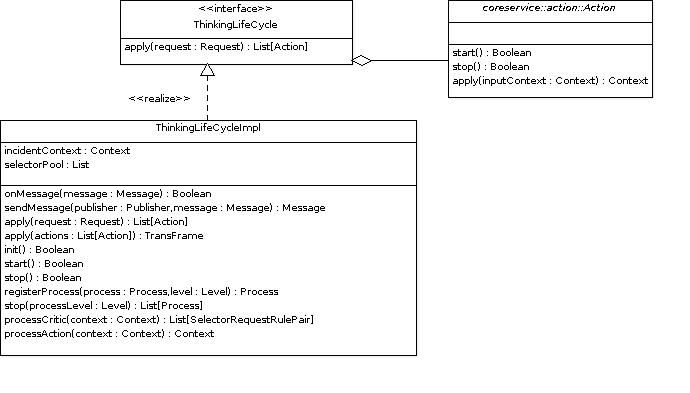 <<interface>>
ThinkingLifeCycle
apply(request : Request) : List[Action]
coreservice::action::Action
start() : Boolean
stop() : Boolean
apply(inputContext : Context) : Context
<<realize>>
ThinkingLifeCycleImpl
incidentContext : Context
selectorPool : List
onMessage(message : Message) : Boolean
sendMessage(publisher : Publisher,message : Message) : Message
apply(request : Request) : List[Action]
apply(actions : List[Action]) : TransFrame
init() : Boolean
start() : Boolean
stop() : Boolean
registerProcess(process : Process,level : Level) : Process
stop(processLevel : Level) : List[Process]
processCritic(context : Context) : List[SelectorRequestRulePair]
processAction(context : Context) : Context